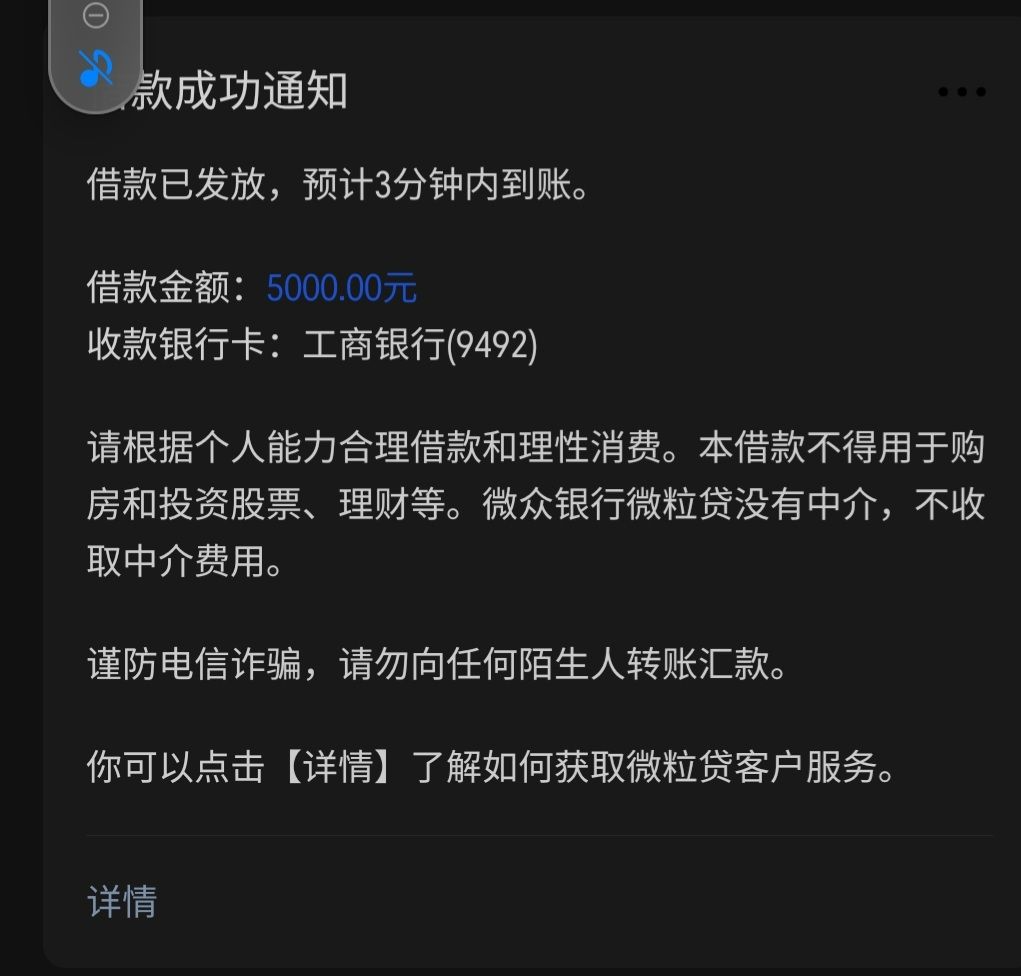 款成功通知
借款已发放，预计3分钟内到账。
借款金额：5000.00元
收款银行卡：工商银行(9492)
请根据个人能力合理借款和理性消费。本借款不得用于购
房和投资股票、理财等。微众银行微粒贷没有中介，不收
取中介费用。
谨防电信诈骗，请勿向任何陌生人转账汇款。
你可以点击【详情】了解如何获取微粒贷客户服务。
详情